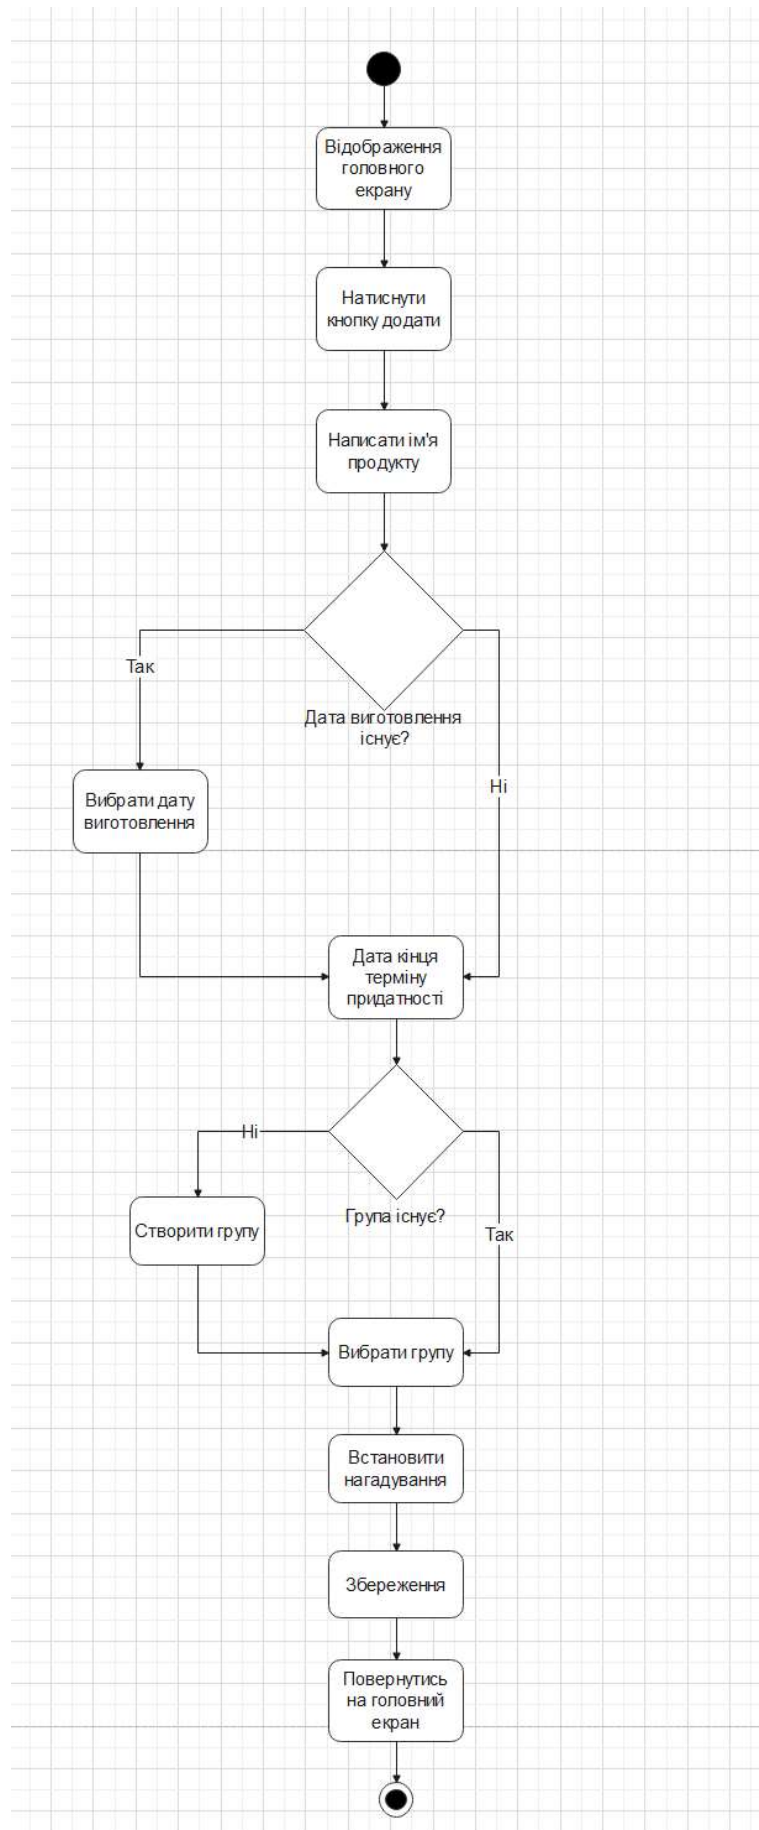 Відображення
головного
екрану
Натиснути
кнопку додати
Написати ім'я
продукту
Так
Дата виготовлення
існує?
Ні
Вибрати дату
виготовлення
Дата кінця
терміну
придатності
Ні
Група існує?
Так
Створити групу
Вибрати групу
Встановити
нагадування
Збереження
Повернутись
на головний
екран